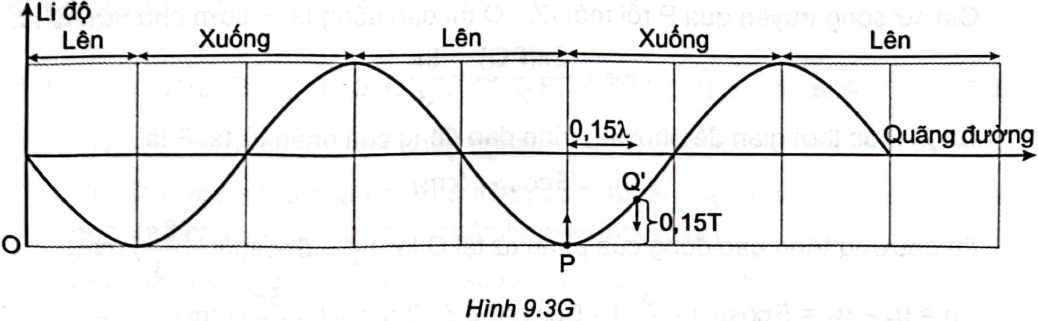 Li độ
Lên Xuống Lên Xuống Lên
0,15λ
Quãng đường
Q'
0,15T
O
P
Hình 9.3G